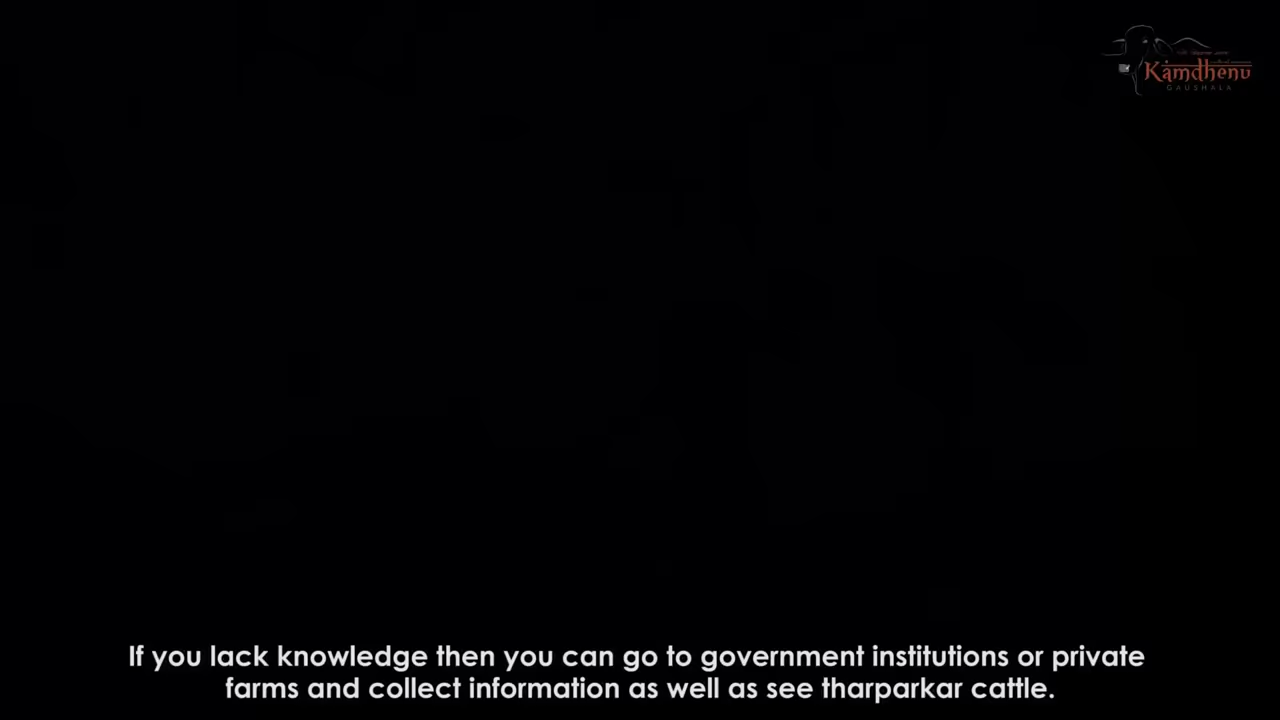 Kamdhenu
GAUSHALA
If you lack knowledge then you can go to government institutions or private
farms and collect information as well as see tharparkar cattle.